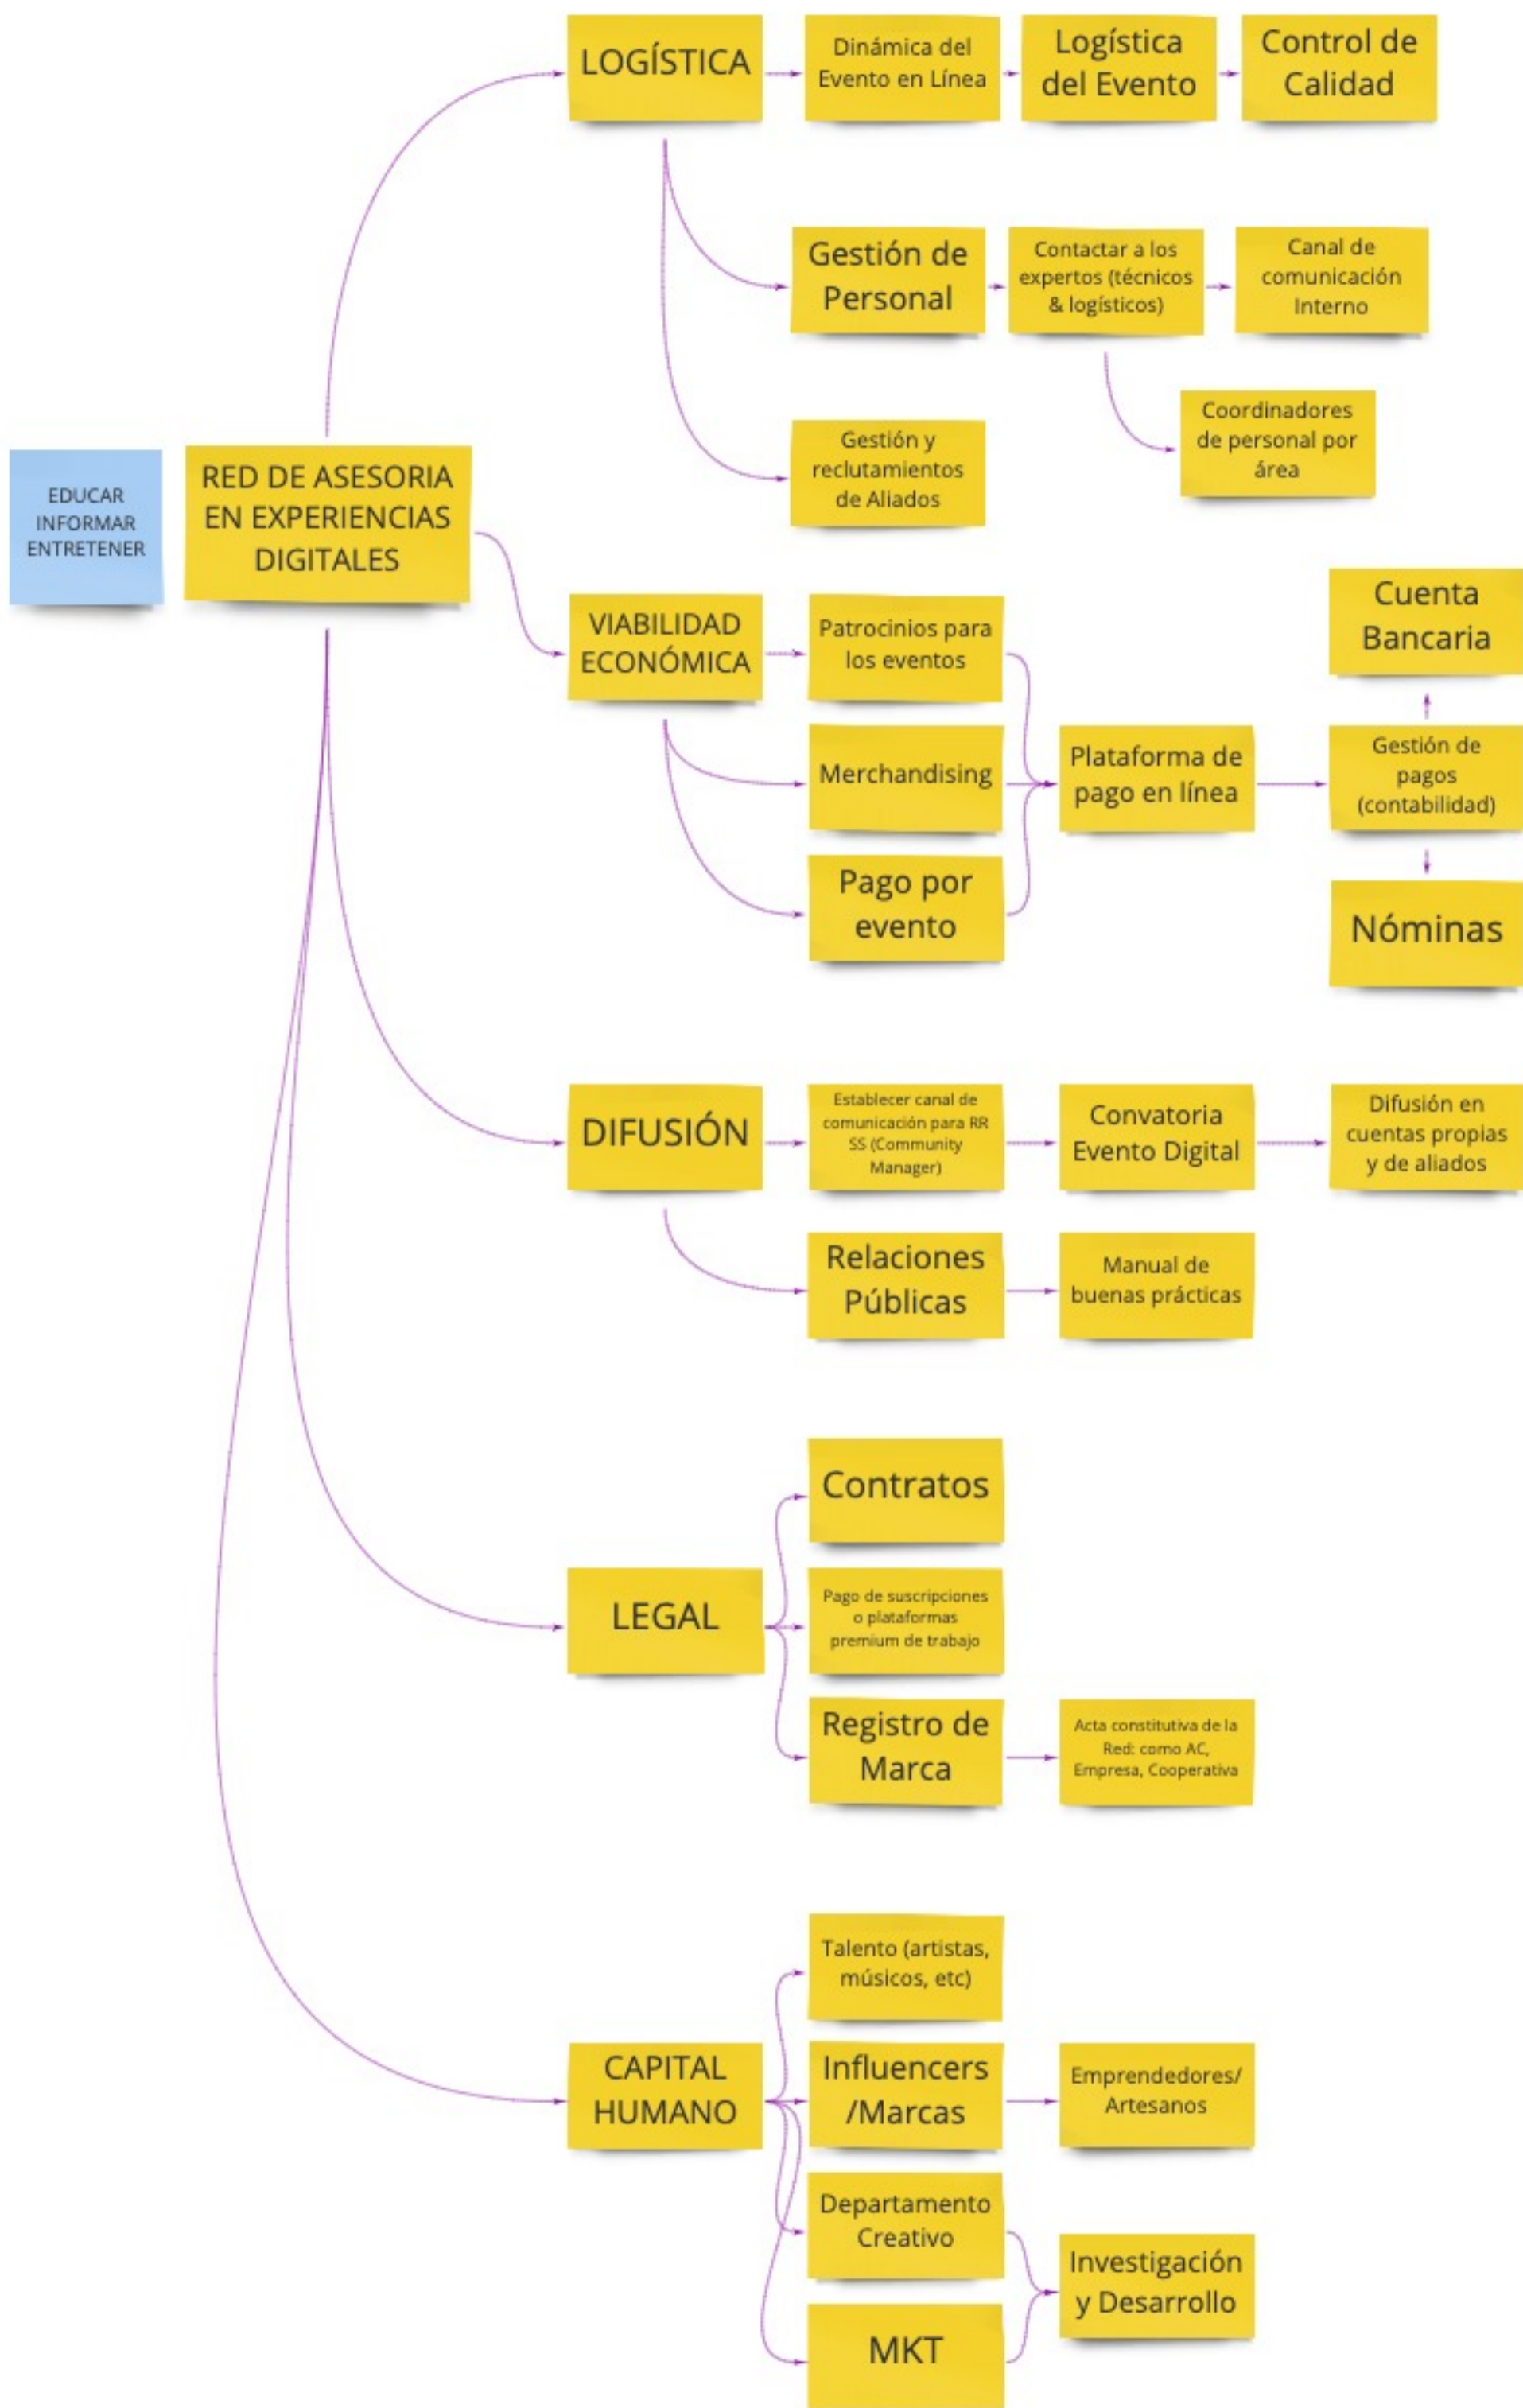 LOGÍSTICA
Dinámica del
Evento en Línea
Logística
del Evento
Control de
Calidad
Gestión de
Personal
Contactar a los
expertos (técnicos
& logísticos)
Canal de
comunicación
Interno
Coordinadores
de personal por
área
Gestión y
reclutamientos
de Aliados
EDUCAR
INFORMAR
ENTRETENER
RED DE ASESORIA
EN EXPERIENCIAS
DIGITALES
VIABILIDAD
ECONÓMICA
Patrocinios para
los eventos
Merchandising
Pago por
evento
Plataforma de
pago en línea
Cuenta
Bancaria
Gestión de
pagos
(contabilidad)
Nóminas
DIFUSIÓN
Establecer canal de
comunicación para RR
SS (Community
Manager)
Convatoria
Evento Digital
Difusión en
cuentas propias
y de aliados
Relaciones
Públicas
Manual de
buenas prácticas
LEGAL
Contratos
Pago de suscripciones
o plataformas
premium de trabajo
Registro de
Marca
Acta constitutiva de la
Red: como AC,
Empresa, Cooperativa
CAPITAL
HUMANO
Talento (artistas,
músicos, etc)
Influencers
/Marcas
Emprendedores/
Artesanos
Departamento
Creativo
MKT
Investigación
y Desarrollo